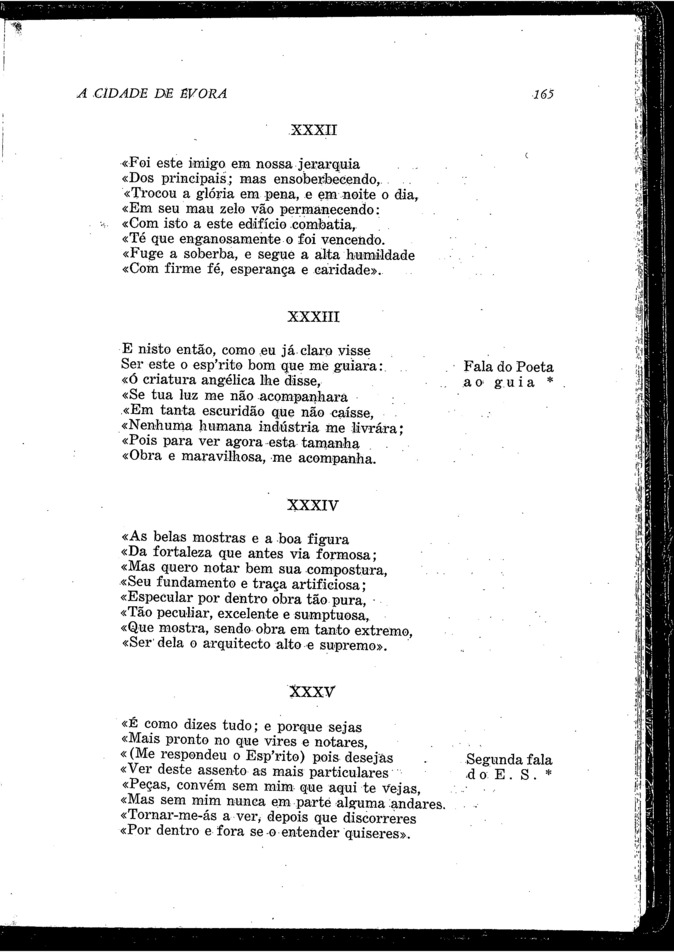 A CIDADE DE ÉVORA 165
XXXII
«Foi este imigo em nossa jerarquia
«Dos principais; mas ensoberbecendo,
«Trocou a glória em pena, e em noite o dia,
«Em seu mau zelo vão permanecendo:
«Com isto a este edifício combatia,
«Té que enganosamente o foi vencendo.
«Fuge a soberba, e segue a alta humildade
«Com firme fé, esperança e caridade».
XXXIII
E nisto então, como eu já claro visse
Ser este o esp'rito bom que me guiara:
«Ó criatura angélica lhe disse,
«Se tua luz me não acompanhara
«Em tanta escuridão que não caísse,
«Nenhuma humana indústria me livrára;
«Pois para ver agora esta tamanha
«Obra e maravilhosa, me acompanha.
Fala do Poeta
ao guia *
XXXIV
«As belas mostras e a boa figura
«Da fortaleza que antes via formosa;
«Mas quero notar bem sua compostura,
«Seu fundamento e traça artificiosa;
«Especular por dentro obra tão pura,
«Tão peculiar, excelente e sumptuosa,
«Que mostra, sendo obra em tanto extremo,
«Ser dela o arquitecto alto e supremo».
XXXV
«É como dizes tudo; e porque sejas
«Mais pronto no que vires e notares,
«(Me respondeu o Esp'rito) pois desejas
«Ver deste assento as mais particulares
«Peças, convém sem mim que aqui te vejas,
«Mas sem mim nunca em parte alguma andares.
«Tornar-me-ás a ver, depois que discorreres
«Por dentro e fora se o entender quiseres».
Segunda fala
do E. S. *